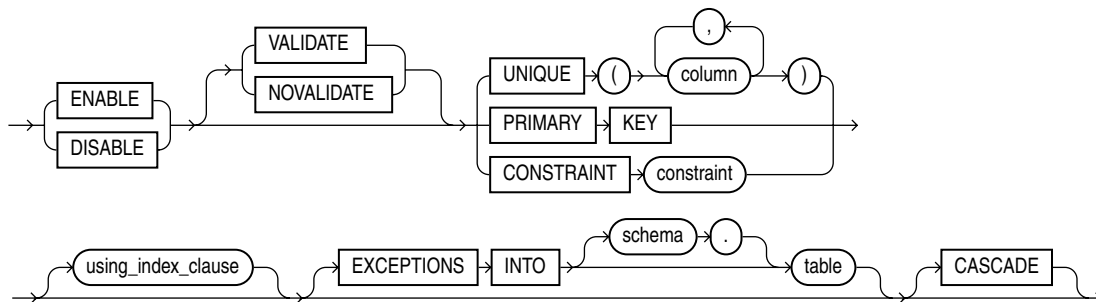 ,
VALIDATE
UNIQUE ( column )
ENABLE NOVALIDATE
PRIMARY KEY
DISABLE
CONSTRAINT constraint
schema .
using_index_clause EXCEPTIONS INTO table CASCADE